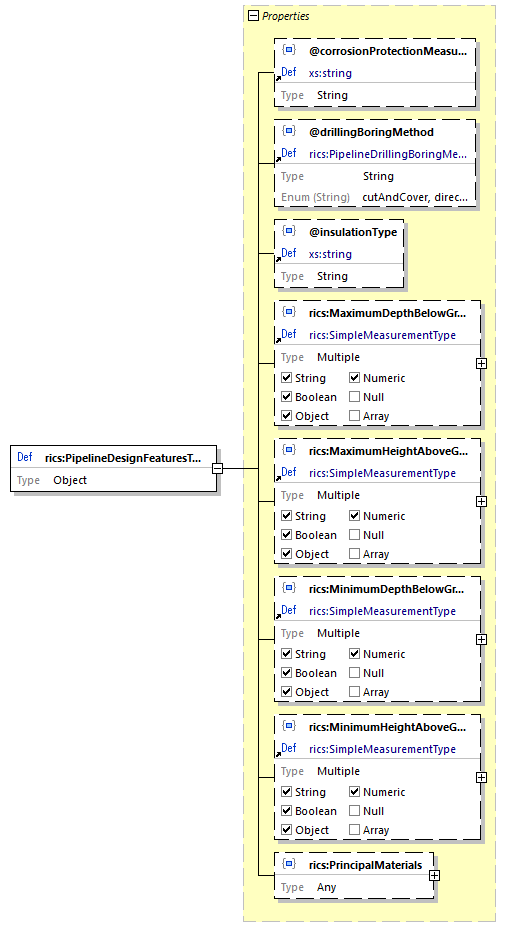 Properties
@corrosionProtectionMeasu...
Def xs:string
Type String
@drillingBoringMethod
Def rics:PipelineDrillingBoringMe...
Type String
Enum (String) cutAndCover, direc...
@insulationType
Def xs:string
Type String
rics:MaximumDepthBelowGr...
Def rics:SimpleMeasurementType
Type Multiple
String Numeric
Boolean Null
Object Array
rics:MaximumHeightAboveG...
Def rics:SimpleMeasurementType
Type Multiple
String Numeric
Boolean Null
Object Array
Def rics:PipelineDesignFeaturesT...
Type Object
rics:MinimumDepthBelowGr...
Def rics:SimpleMeasurementType
Type Multiple
String Numeric
Boolean Null
Object Array
rics:MinimumHeightAboveG...
Def rics:SimpleMeasurementType
Type Multiple
String Numeric
Boolean Null
Object Array
rics:PrincipalMaterials
Type Any